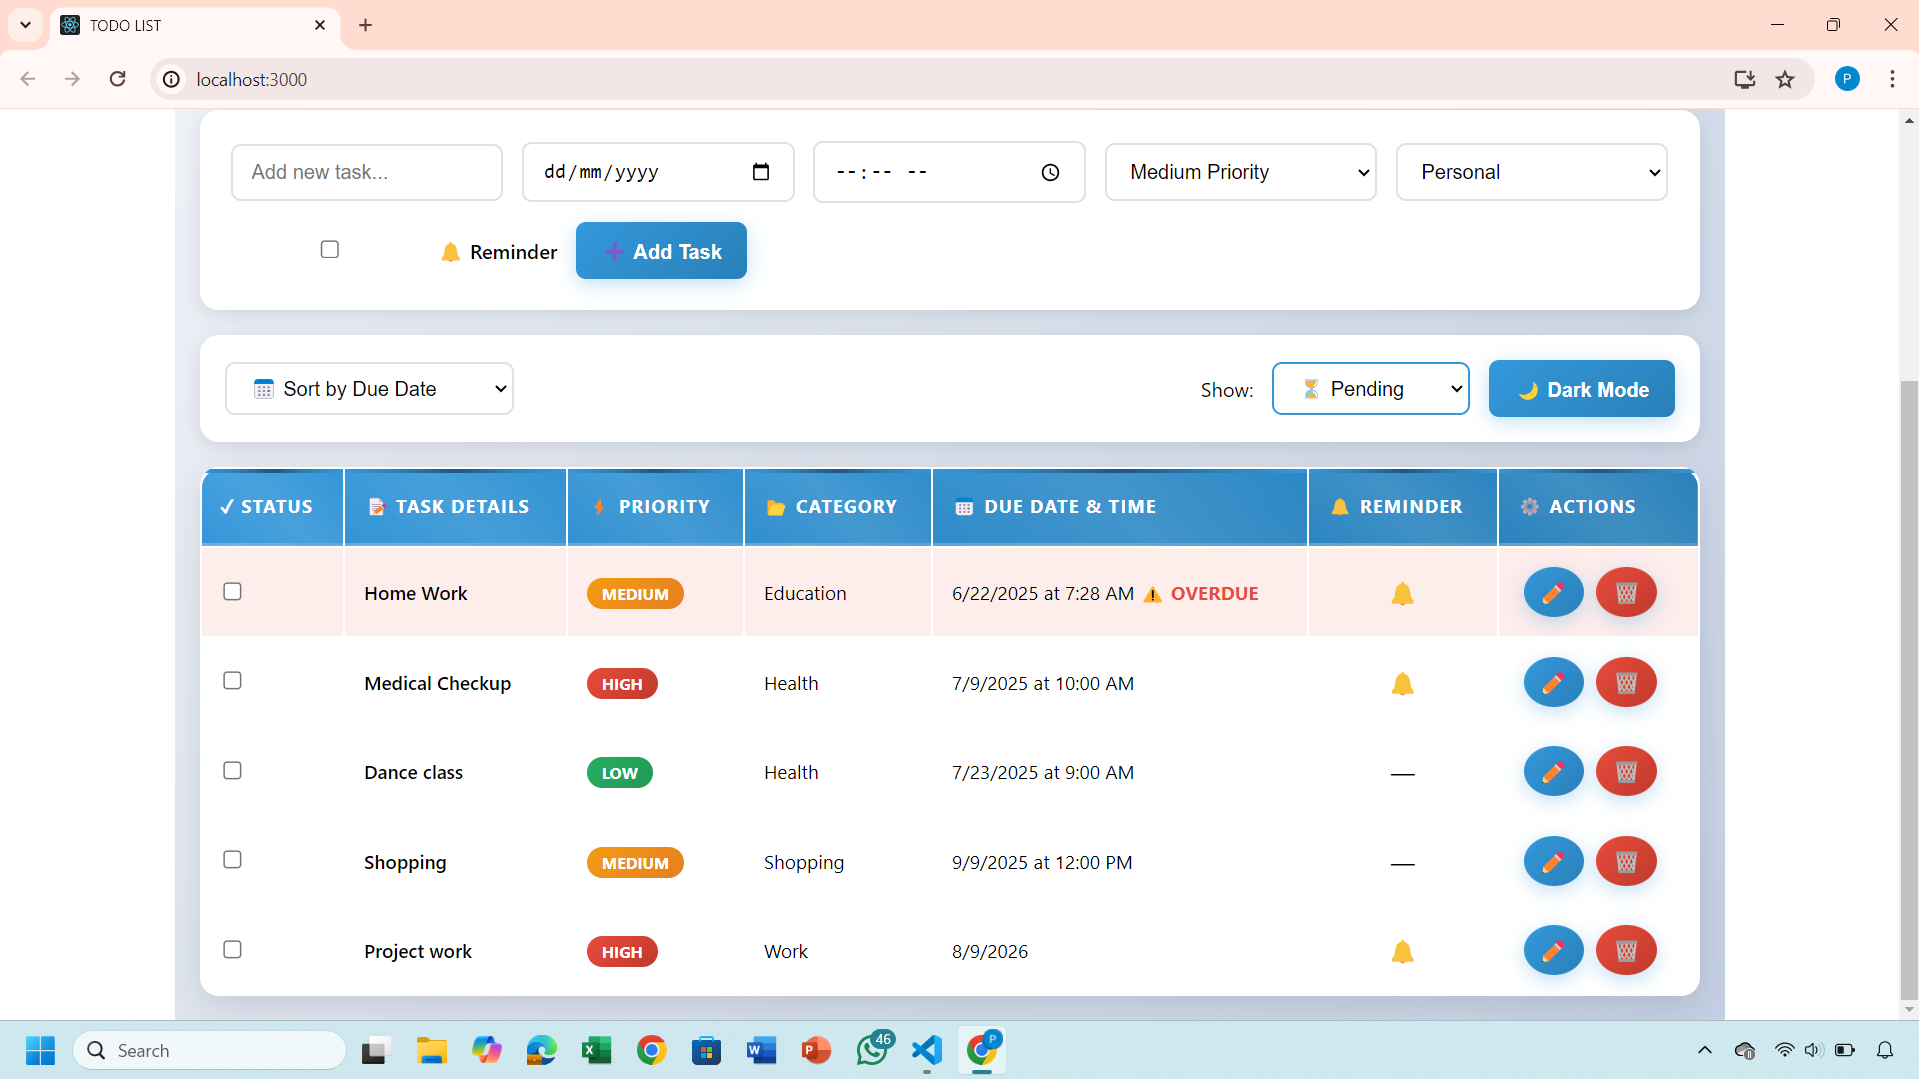 TODO LIST
localhost:3000
P
Add new task... dd/mm/yyyy --:-- -- Medium Priority Personal
Reminder Add Task
Sort by Due Date Show: Pending Dark Mode
STATUS TASK DETAILS PRIORITY CATEGORY DUE DATE & TIME REMINDER ACTIONS
Home Work MEDIUM Education 6/22/2025 at 7:28 AM OVERDUE
Medical Checkup HIGH Health 7/9/2025 at 10:00 AM
Dance class LOW Health 7/23/2025 at 9:00 AM —
Shopping MEDIUM Shopping 9/9/2025 at 12:00 PM —
Project work HIGH Work 8/9/2026
Search 46 P